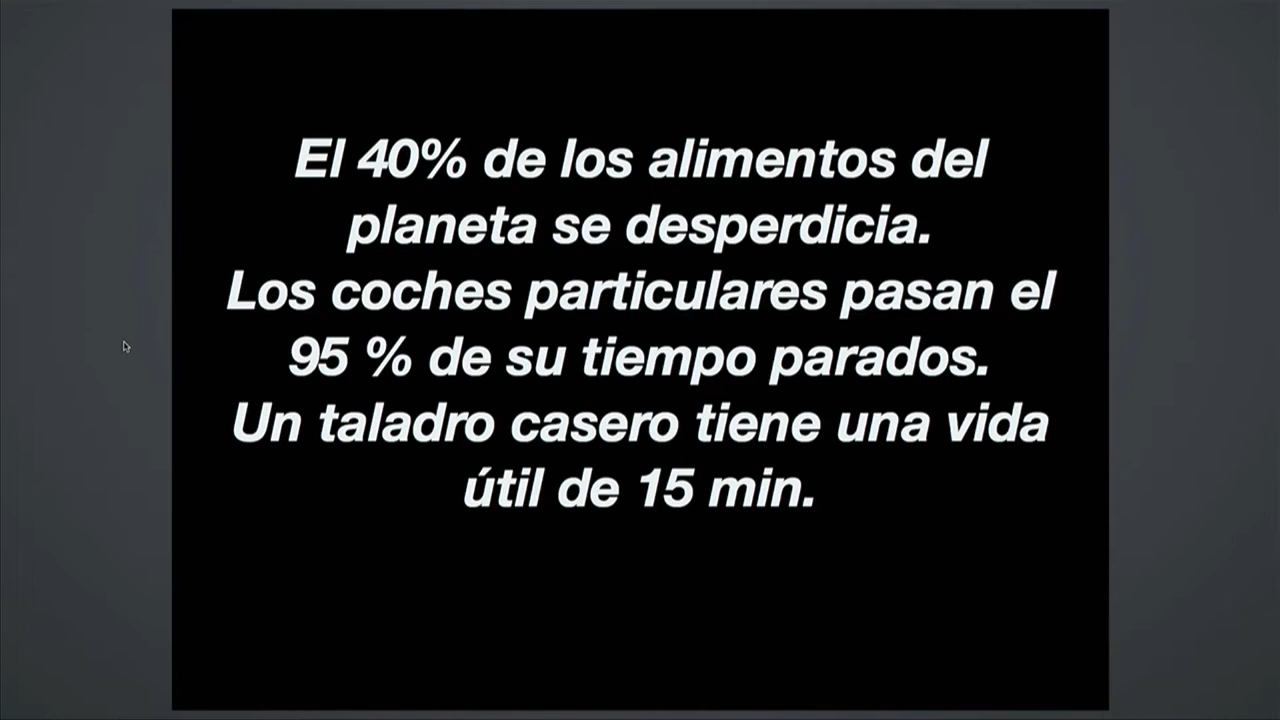 El 40% de los alimentos del
planeta se desperdicia.
Los coches particulares pasan el
95 % de su tiempo parados.
Un taladro casero tiene una vida
útil de 15 min.